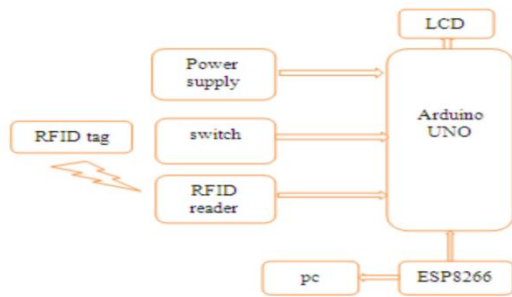 LCD
Power
supply
Arduino
UNO
RFID tag
switch
RFID
reader
pc
ESP8266